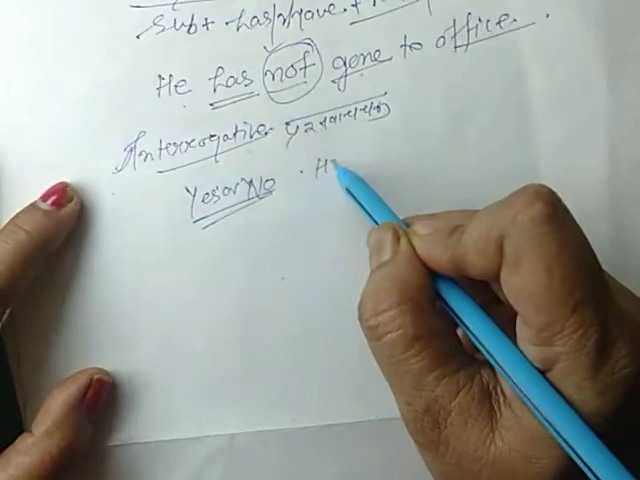 Sub+ has/have. +
He has not gone to office.
Interrogative प्रश्नवाचक
Yes or No . H